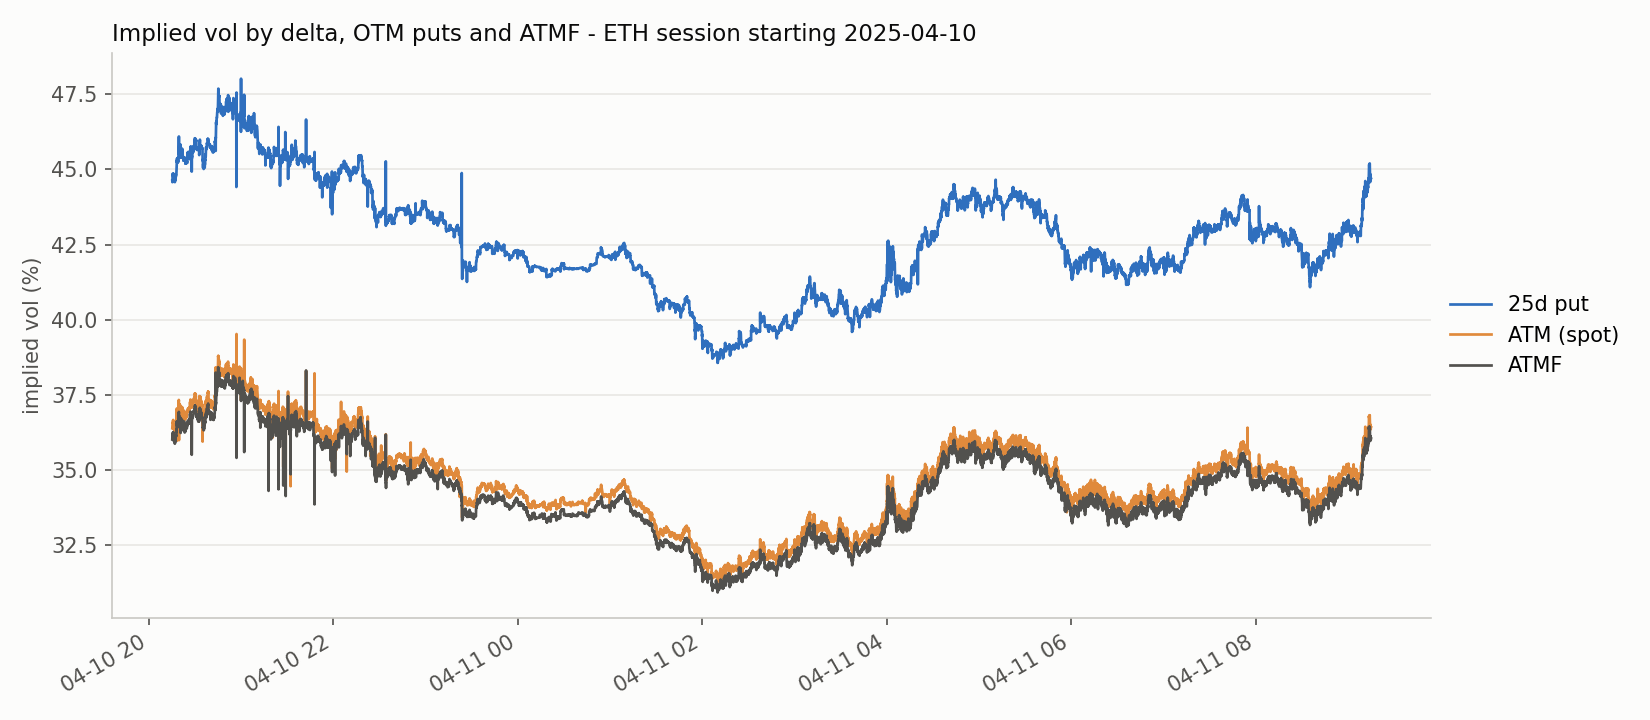 Implied vol by delta, OTM puts and ATMF - ETH session starting 2025-04-10
47.5
45.0
42.5
40.0
37.5
35.0
32.5
implied vol (%)
25d put
ATM (spot)
ATMF
04-10 20
04-10 22
04-11 00
04-11 02
04-11 04
04-11 06
04-11 08